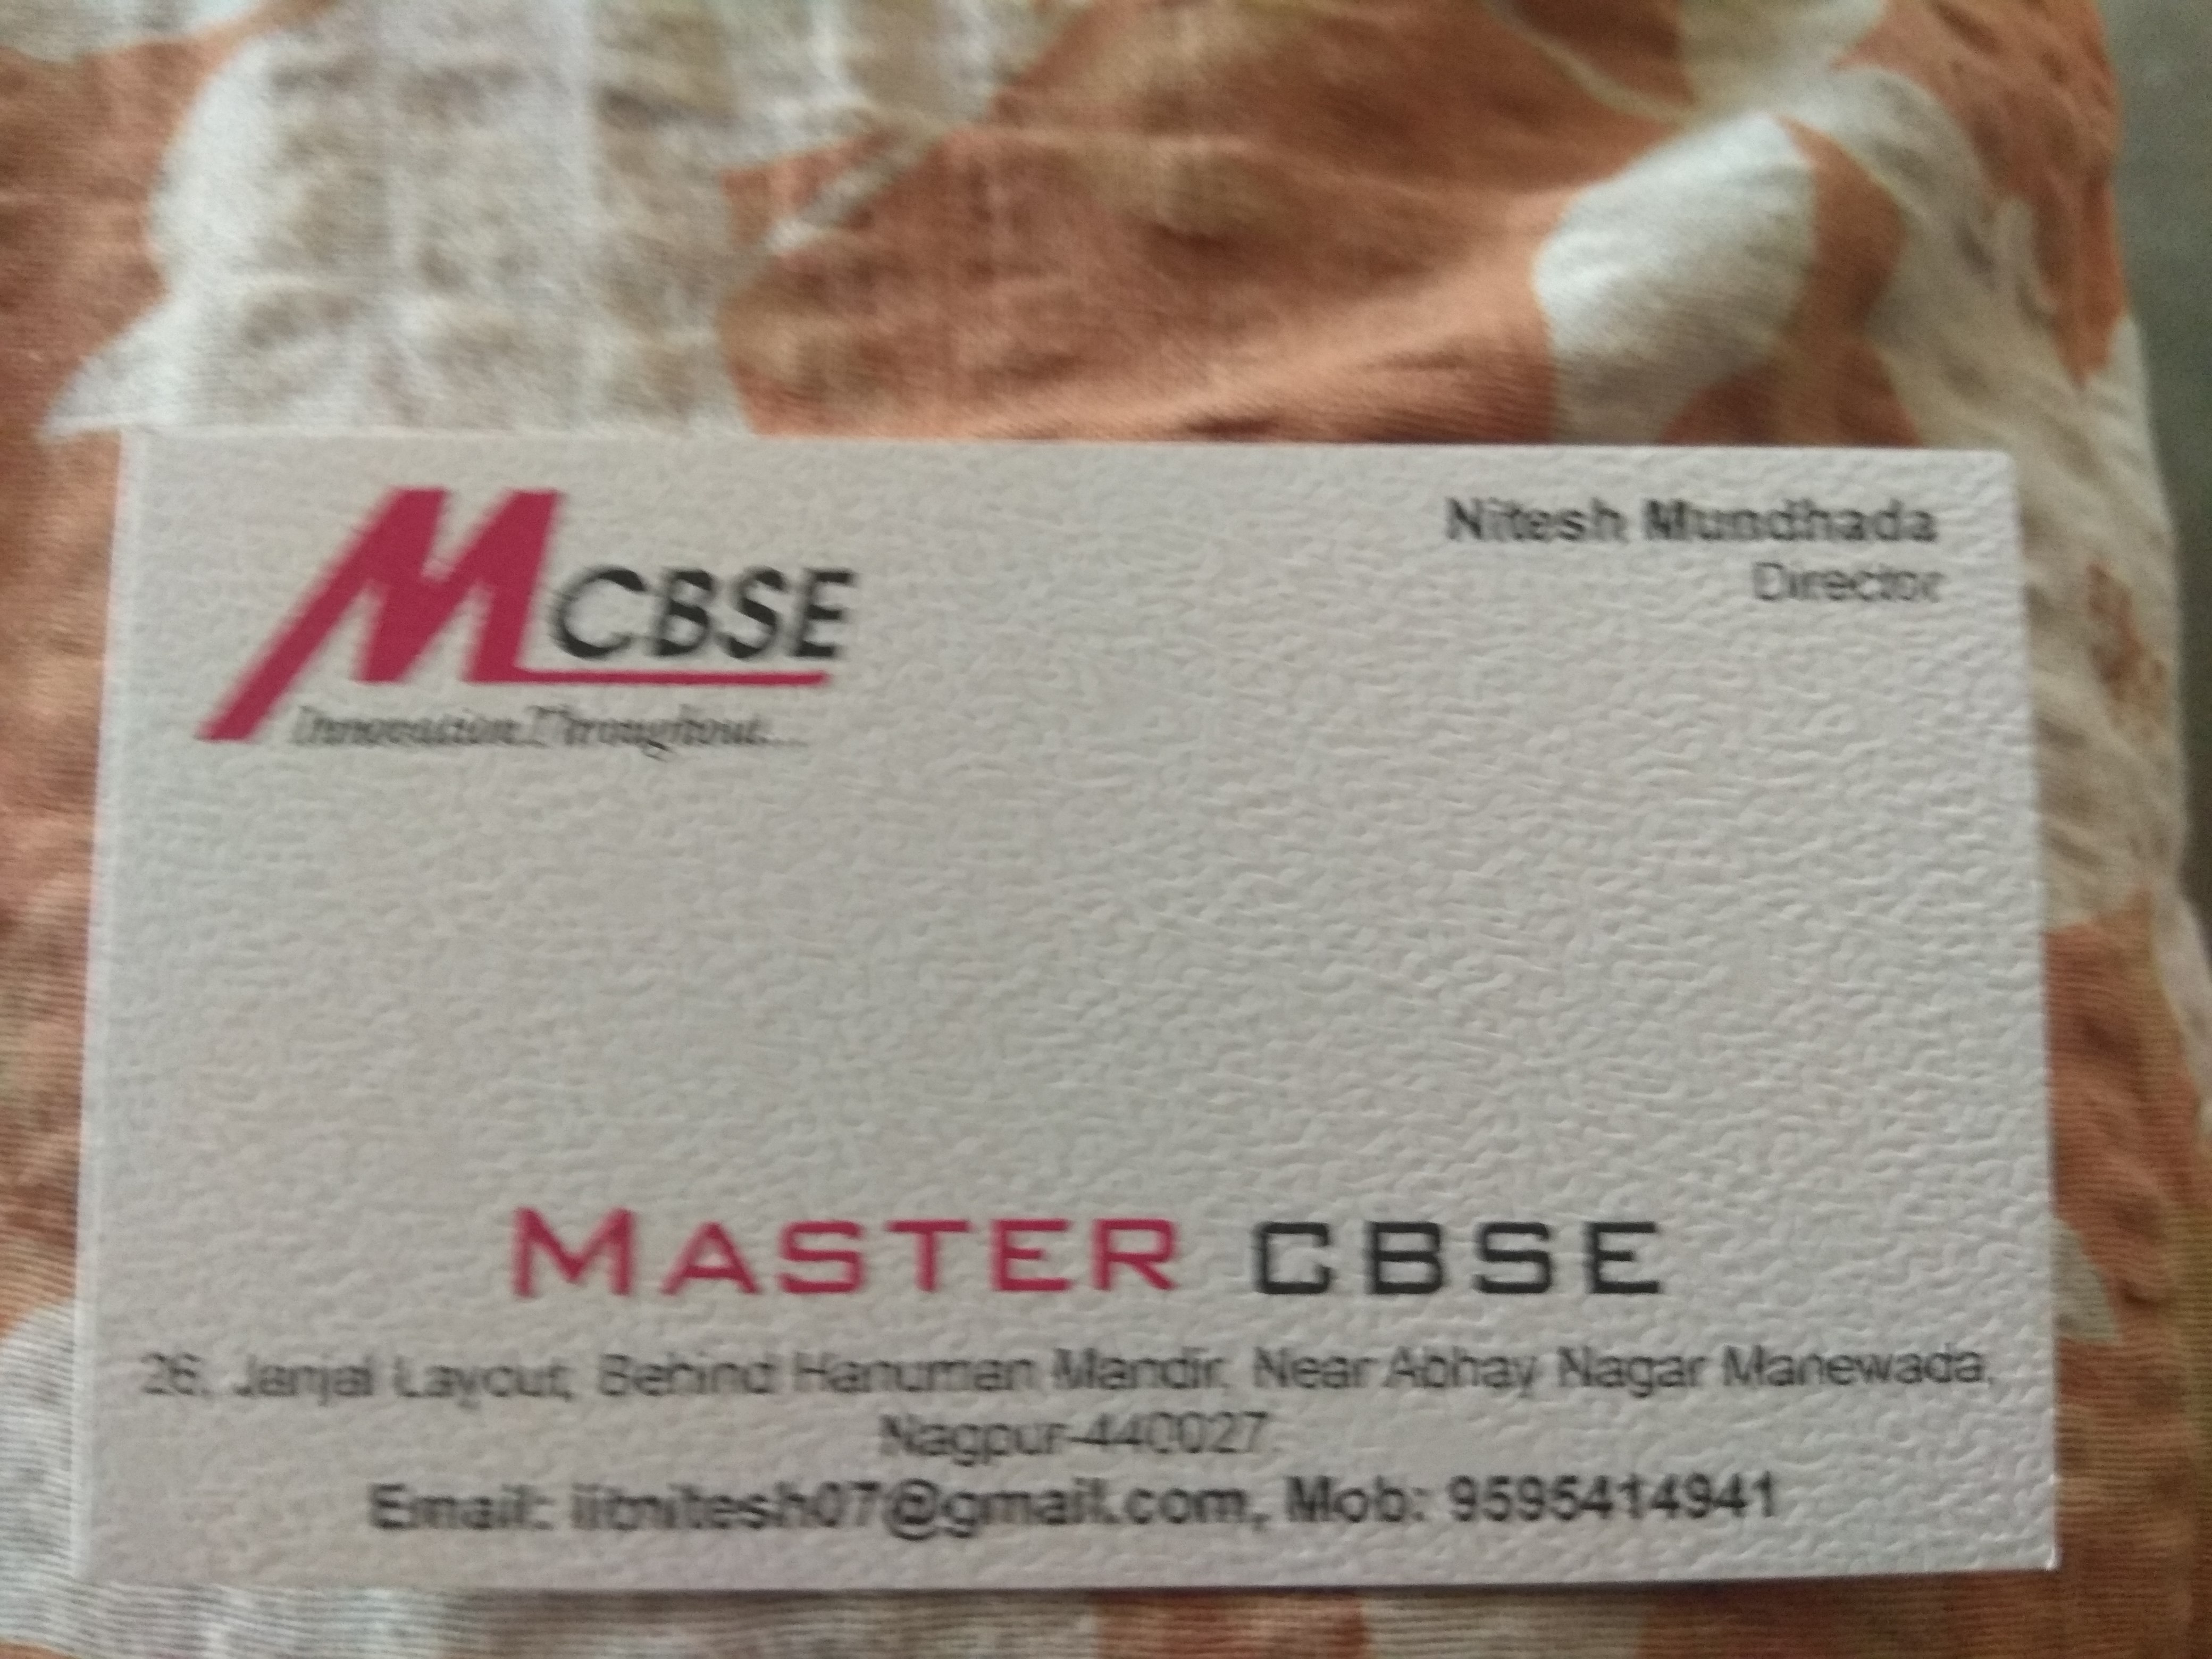 MCBSE
Innovation Throughout....
Nitesh Mundhada
Director
MASTER CBSE
26, Janjal Layout, Behind Hanuman Mandir, Near Abhay Nagar Manewada,
Nagpur-440027
Email: iitnitesh07@gmail.com, Mob: 9595414941